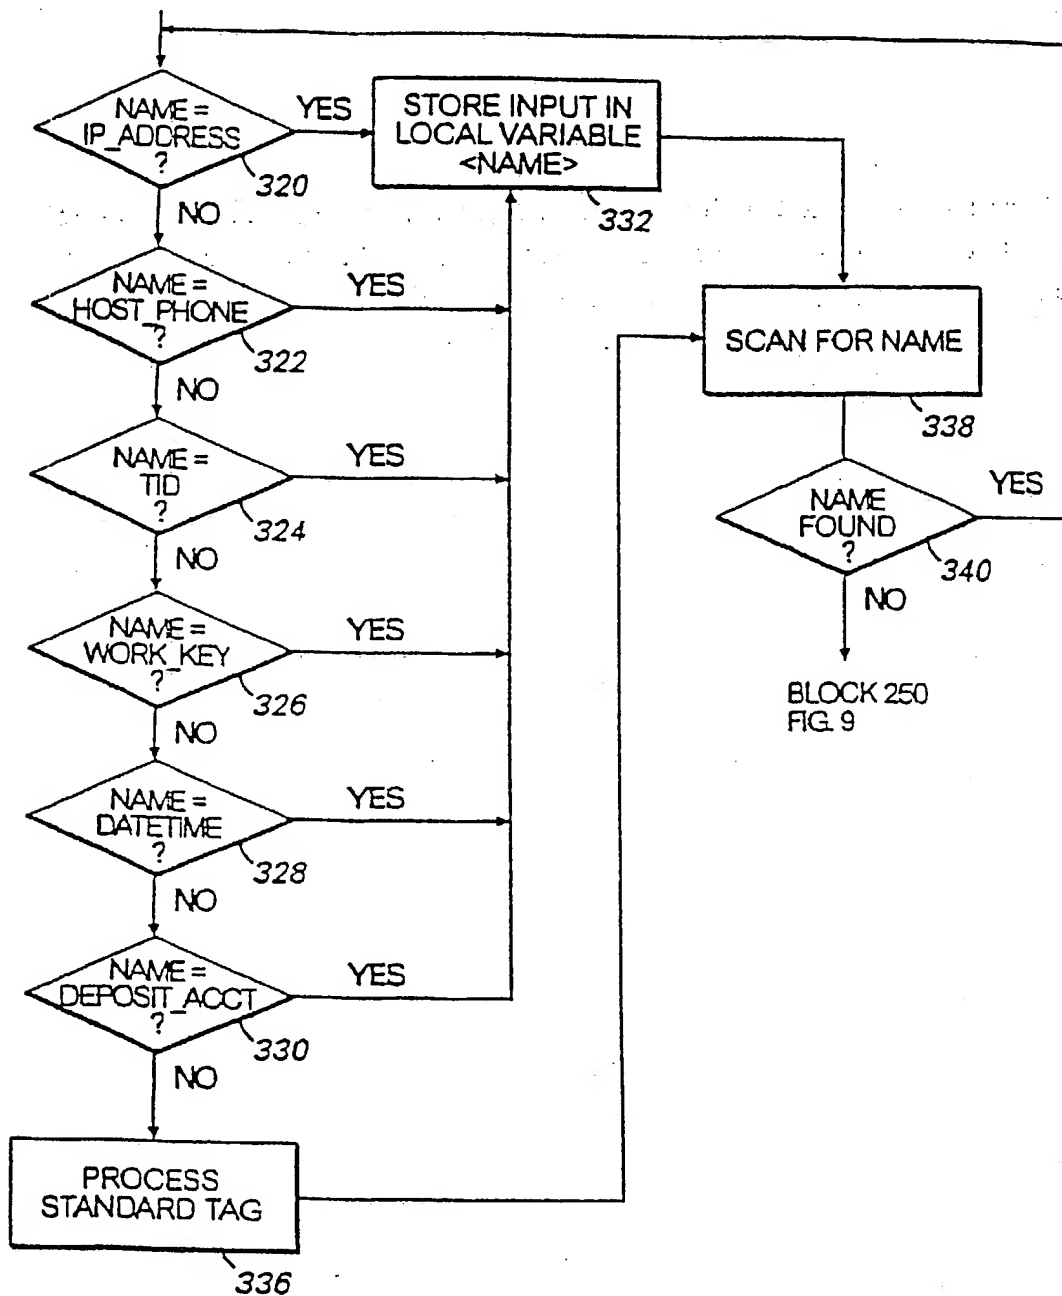 NAME =
IP_ADDRESS
?
320
YES
NO
STORE INPUT IN
LOCAL VARIABLE
<NAME>
332
NAME =
HOST_PHONE
?
322
YES
NO
SCAN FOR NAME
338
NAME =
TID
?
324
YES
NO
NAME
FOUND
?
340
YES
NO
BLOCK 250
FIG. 9
NAME =
WORK_KEY
?
326
YES
NO
NAME =
DATETIME
?
328
YES
NO
NAME =
DEPOSIT_ACCT
?
330
YES
NO
PROCESS
STANDARD TAG
336